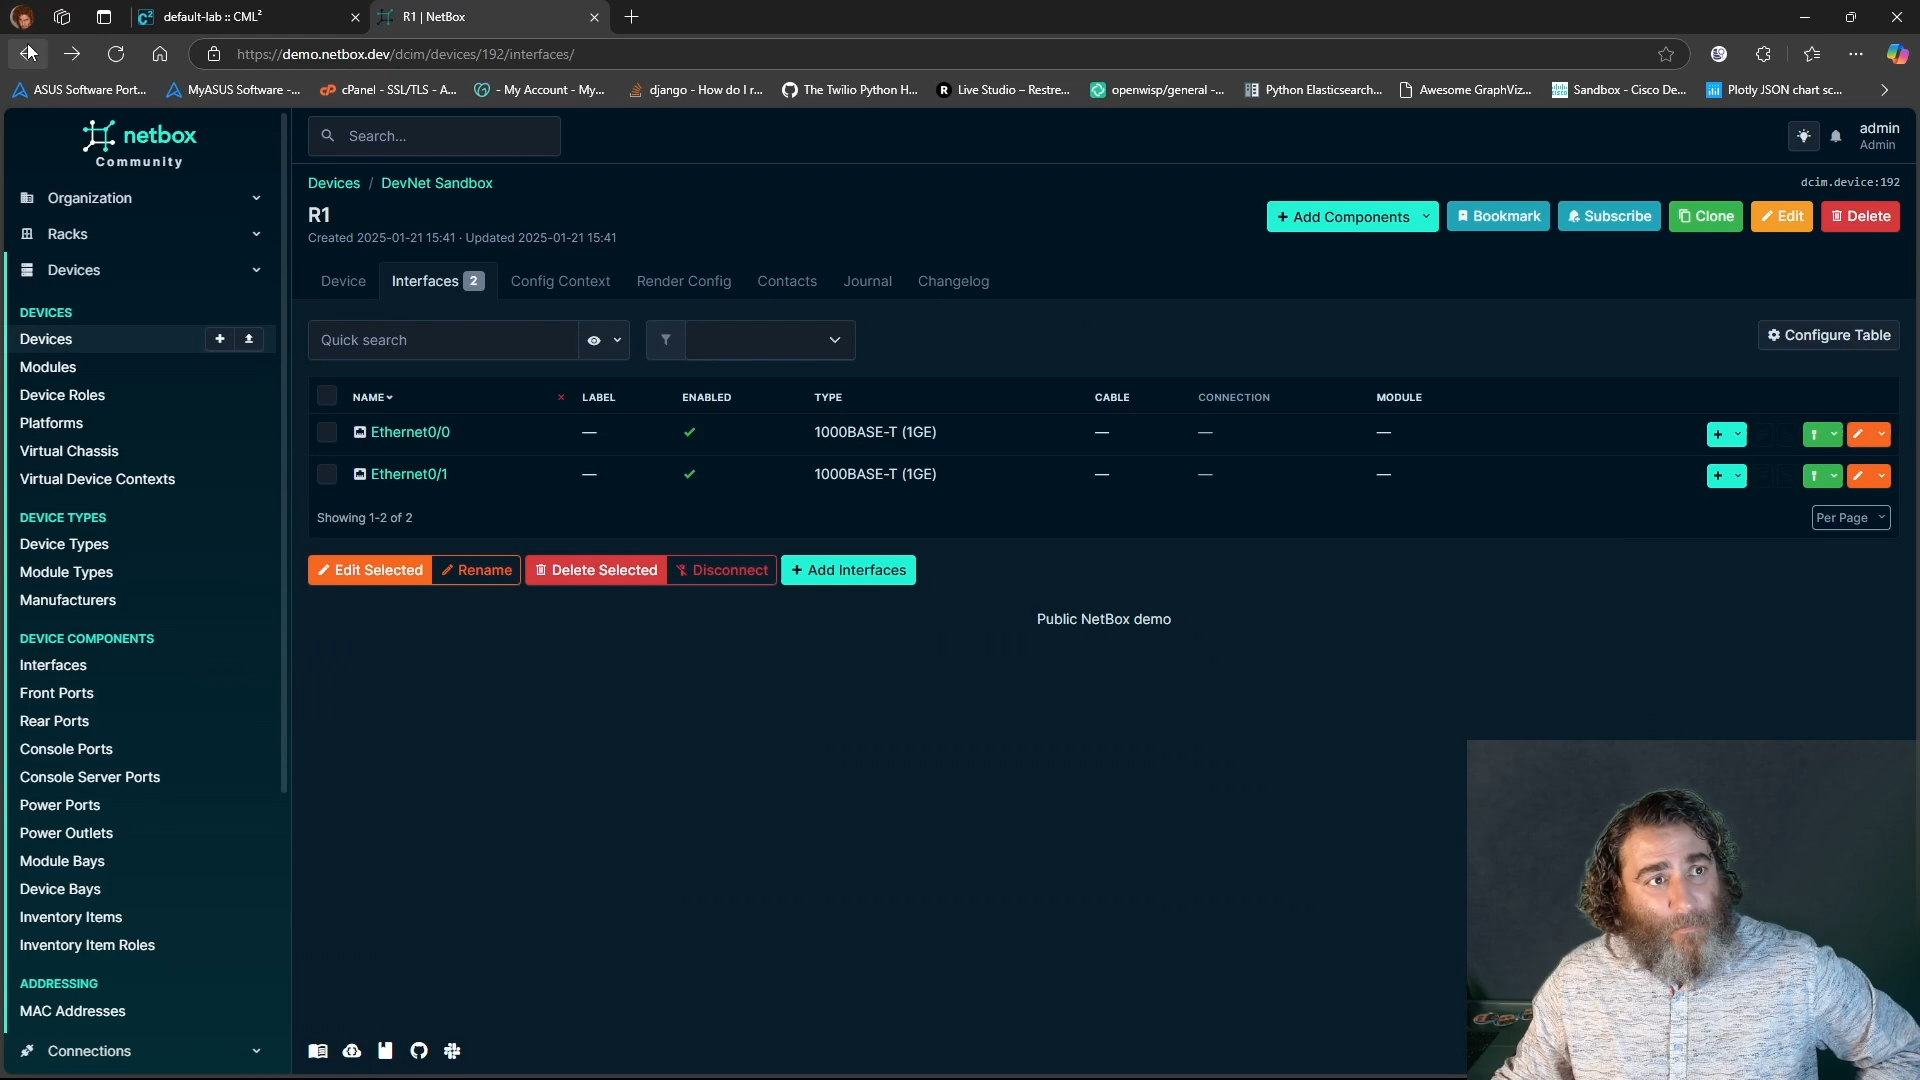 default-lab :: CML²
R1 | NetBox
https://demo.netbox.dev/dcim/devices/192/interfaces/
ASUS Software Port...
MyASUS Software -...
cPanel - SSL/TLS - A...
- My Account - My...
django - How do I r...
The Twilio Python H...
Live Studio – Restre...
openwisp/general -...
Python Elasticsearch...
Awesome GraphViz...
Sandbox - Cisco De...
Plotly JSON chart sc...
netbox
Community
Search...
admin
Admin
Organization
Racks
Devices
DEVICES
Devices
Modules
Device Roles
Platforms
Virtual Chassis
Virtual Device Contexts
DEVICE TYPES
Device Types
Module Types
Manufacturers
DEVICE COMPONENTS
Interfaces
Front Ports
Rear Ports
Console Ports
Console Server Ports
Power Ports
Power Outlets
Module Bays
Device Bays
Inventory Items
Inventory Item Roles
ADDRESSING
MAC Addresses
Connections
Devices / DevNet Sandbox
dcim.device:192
R1
Created 2025-01-21 15:41 · Updated 2025-01-21 15:41
+ Add Components
Bookmark
Subscribe
Clone
Edit
Delete
Device
Interfaces 2
Config Context
Render Config
Contacts
Journal
Changelog
Quick search
Configure Table
NAME LABEL ENABLED TYPE CABLE CONNECTION MODULE
Ethernet0/0 — 1000BASE-T (1GE) — — —
Ethernet0/1 — 1000BASE-T (1GE) — — —
Showing 1-2 of 2
Per Page
Edit Selected
Rename
Delete Selected
Disconnect
+ Add Interfaces
Public NetBox demo